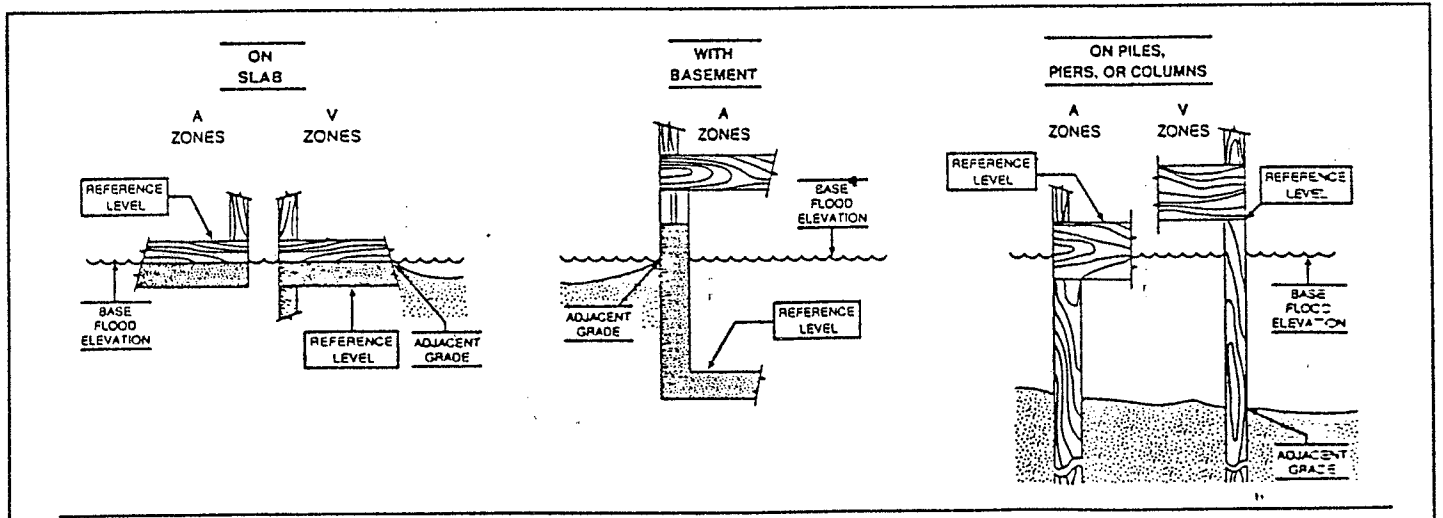 ON
SLAB
A
ZONES
V
ZONES
REFERENCE
LEVEL
BASE
FLOOD
ELEVATION
REFERENCE
LEVEL
ADJACENT
GRADE
WITH
BASEMENT
A
ZONES
BASE
FLOOD
ELEVATION
ADJACENT
GRADE
REFERENCE
LEVEL
ON PILES,
PIERS, OR COLUMNS
A
ZONES
V
ZONES
REFERENCE
LEVEL
REFERENCE
LEVEL
BASE
FLOOD
ELEVATION
ADJACENT
GRADE